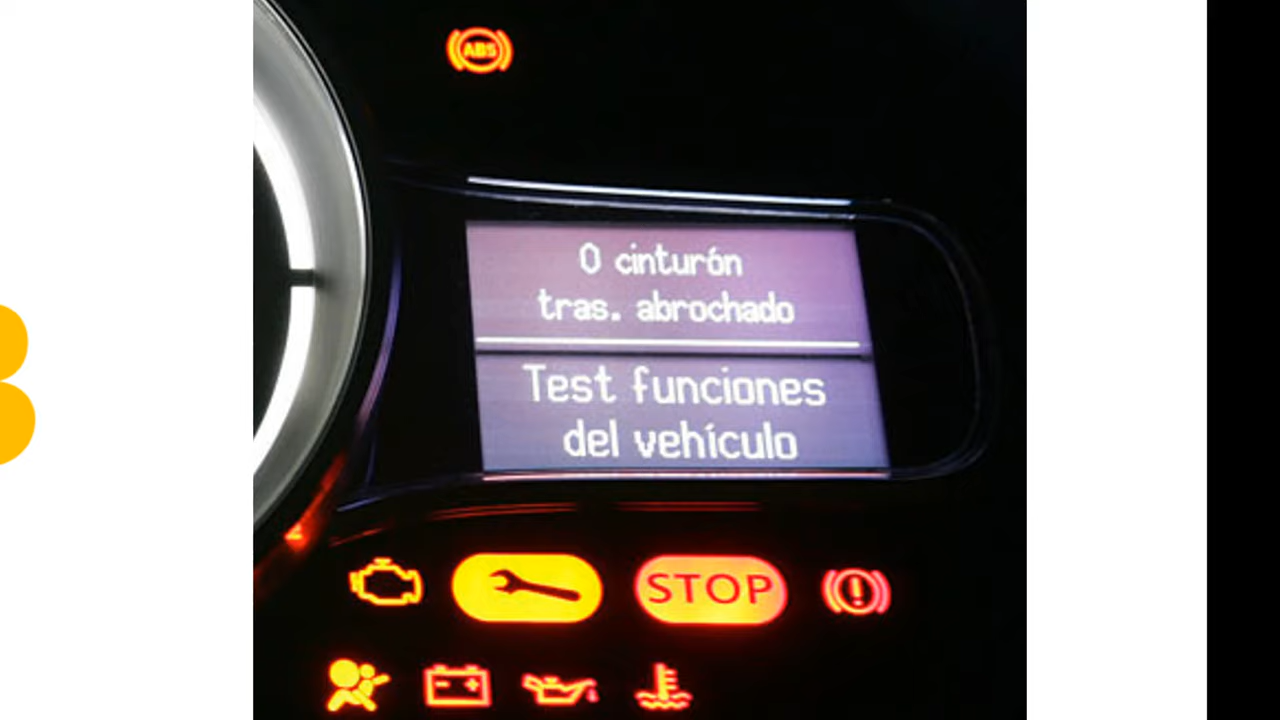 ABS
0 cinturón
tras. abrochado
Test funciones
del vehículo
STOP